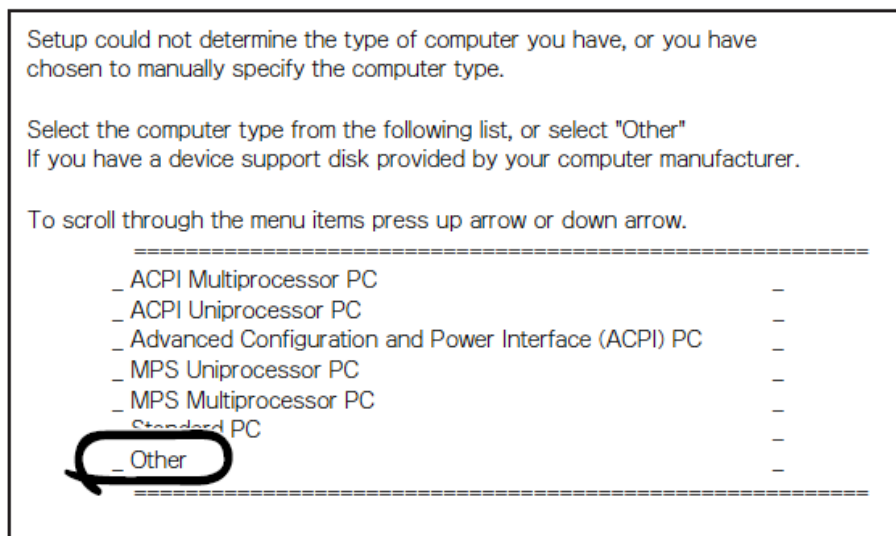 Setup could not determine the type of computer you have, or you have
chosen to manually specify the computer type.
Select the computer type from the following list, or select "Other"
If you have a device support disk provided by your computer manufacturer.
To scroll through the menu items press up arrow or down arrow.
=========================================================
_ ACPI Multiprocessor PC _
_ ACPI Uniprocessor PC _
_ Advanced Configuration and Power Interface (ACPI) PC _
_ MPS Uniprocessor PC _
_ MPS Multiprocessor PC _
Standard PC _
_ Other _
=========================================================